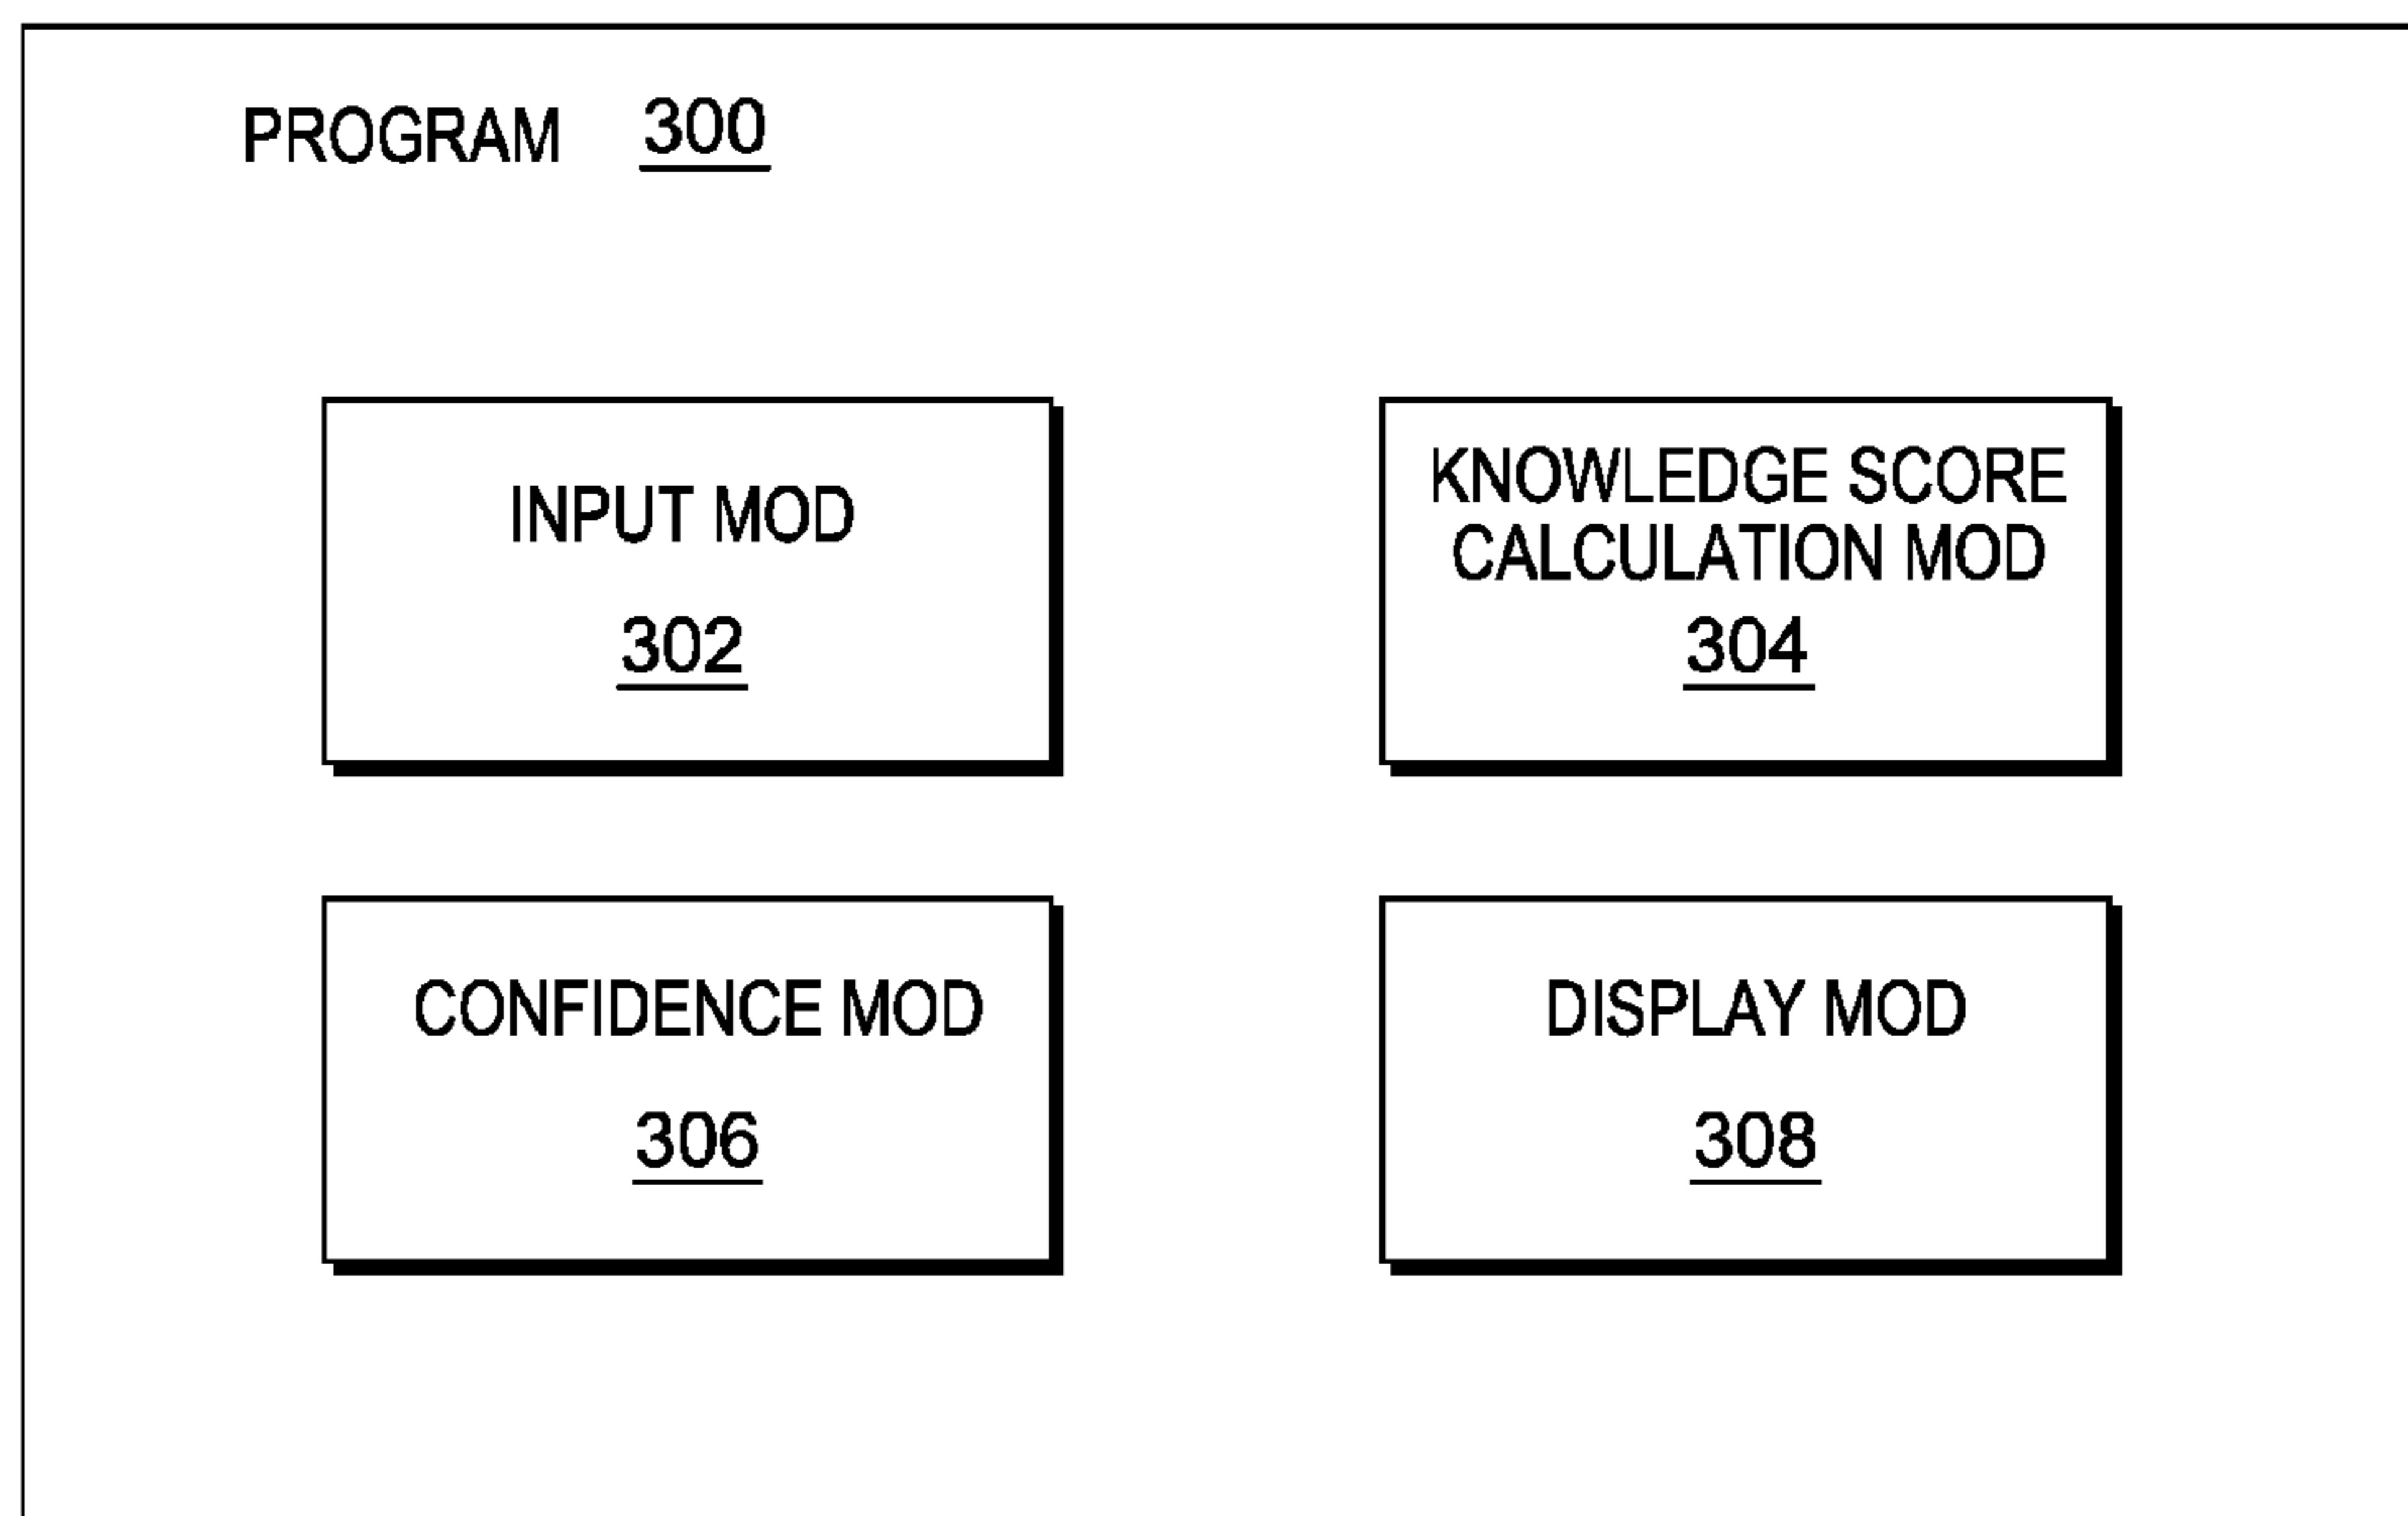 PROGRAM 300
INPUT MOD
302
KNOWLEDGE SCORE
CALCULATION MOD
304
CONFIDENCE MOD
306
DISPLAY MOD
308